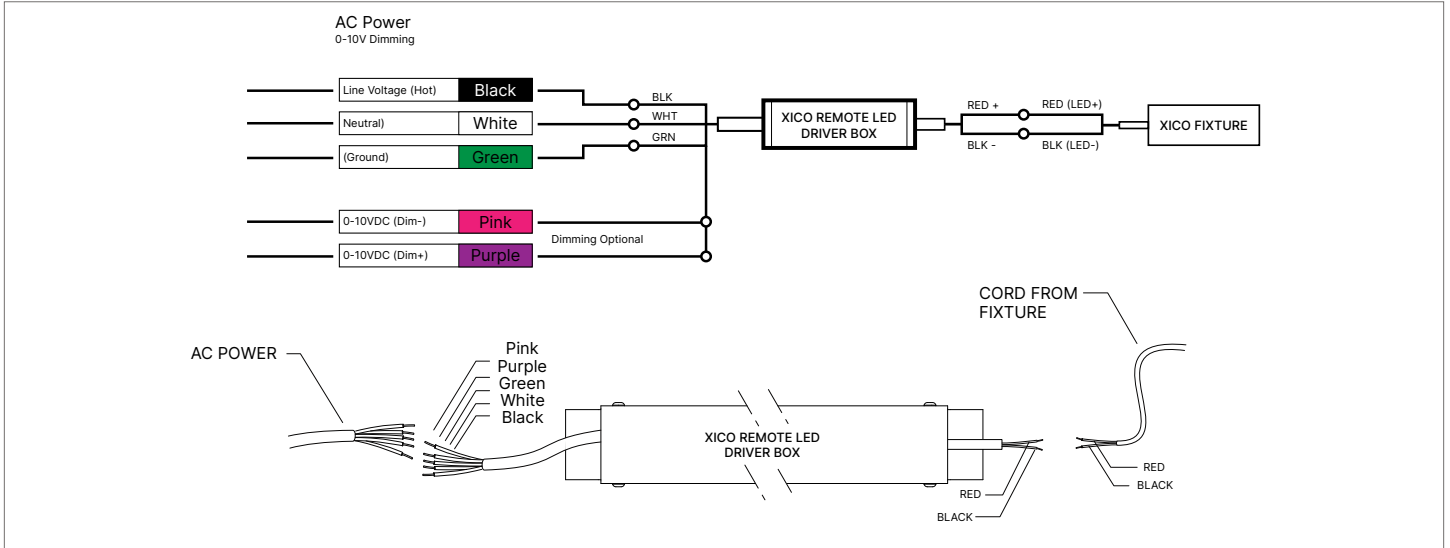 AC Power
0-10V Dimming
Line Voltage (Hot) Black
BLK
Neutral) White
WHT
(Ground) Green
GRN
XICO REMOTE LED
DRIVER BOX
RED +
RED (LED+)
BLK -
BLK (LED-)
XICO FIXTURE
0-10VDC (Dim-) Pink
Dimming Optional
0-10VDC (Dim+) Purple
CORD FROM
FIXTURE
AC POWER
Pink
Purple
Green
White
Black
XICO REMOTE LED
DRIVER BOX
RED
BLACK
RED
BLACK